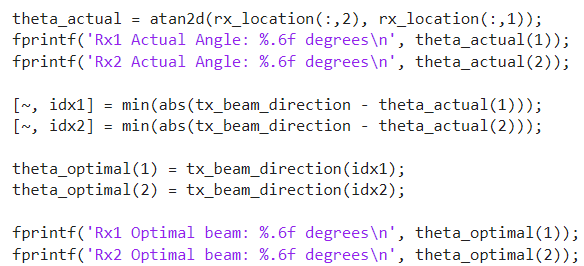 theta_actual = atan2d(rx_location(:,2), rx_location(:,1));
fprintf('Rx1 Actual Angle: %.6f degrees\n', theta_actual(1));
fprintf('Rx2 Actual Angle: %.6f degrees\n', theta_actual(2));
[~, idx1] = min(abs(tx_beam_direction - theta_actual(1)));
[~, idx2] = min(abs(tx_beam_direction - theta_actual(2)));
theta_optimal(1) = tx_beam_direction(idx1);
theta_optimal(2) = tx_beam_direction(idx2);
fprintf('Rx1 Optimal beam: %.6f degrees\n', theta_optimal(1));
fprintf('Rx2 Optimal beam: %.6f degrees\n', theta_optimal(2));